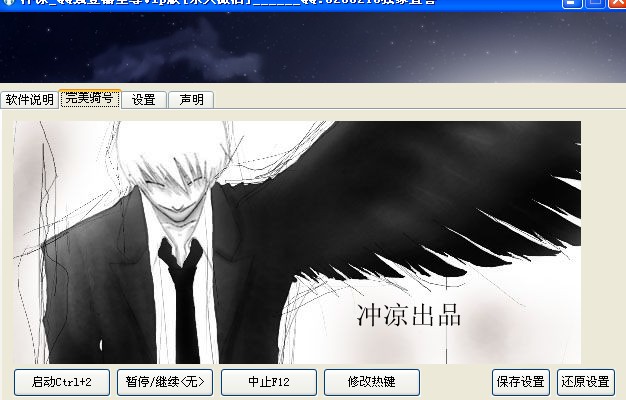 软件说明 完美骑号 设置 声明
冲凉出品
启动Ctrl+2 暂停/继续<无> 中止F12 修改热键 保存设置 还原设置